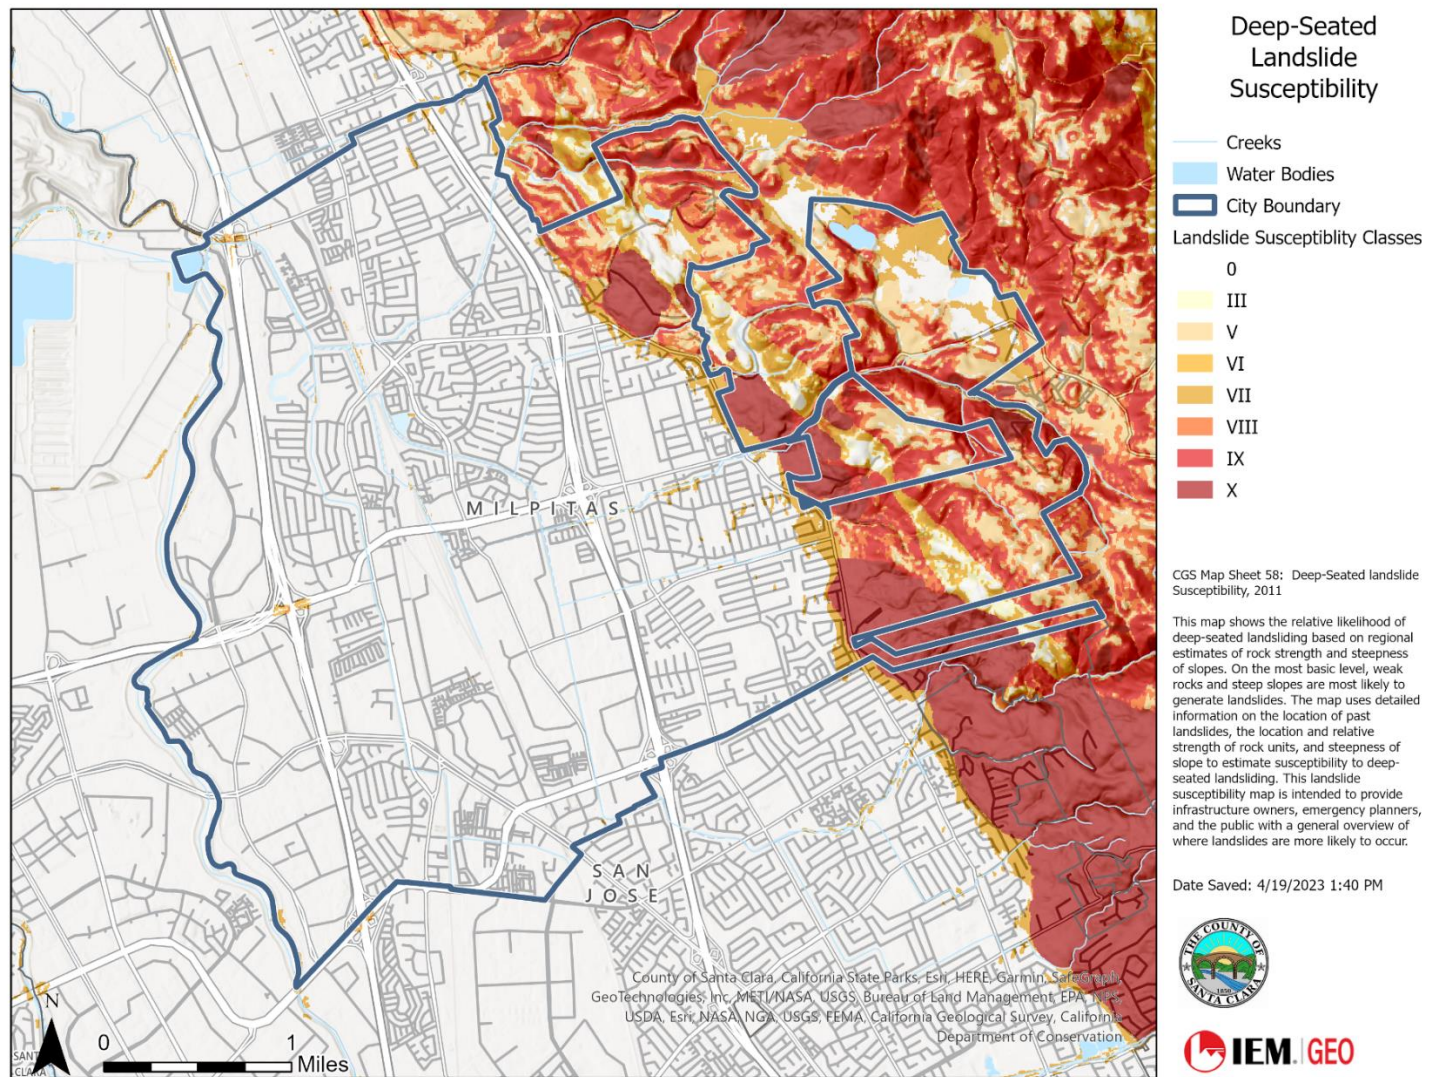 Deep-Seated
Landslide
Susceptibility
Creeks
Water Bodies
City Boundary
Landslide Susceptiblity Classes
0
III
V
VI
VII
VIII
IX
X
CGS Map Sheet 58: Deep-Seated landslide
Susceptibility, 2011
This map shows the relative likelihood of
deep-seated landsliding based on regional
estimates of rock strength and steepness
of slopes. On the most basic level, weak
rocks and steep slopes are most likely to
generate landslides. The map uses detailed
information on the location of past
landslides, the location and relative
strength of rock units, and steepness of
slope to estimate susceptibility to deep-
seated landsliding. This landslide
susceptibility map is intended to provide
infrastructure owners, emergency planners,
and the public with a general overview of
where landslides are more likely to occur.
Date Saved: 4/19/2023 1:40 PM
THE COUNTY OF
SANTA CLARA
1850
IEM GEO
MILPITAS
SAN
JOSE
County of Santa Clara, California State Parks, Esri, HERE, Garmin, SafeGraph,
GeoTechnologies, Inc, METI/NASA, USGS, Bureau of Land Management, EPA, NPS,
USDA, Esri, NASA, NGA, USGS, FEMA, California Geological Survey, California
Department of Conservation
N
0 1
Miles
SANTA
CLARA